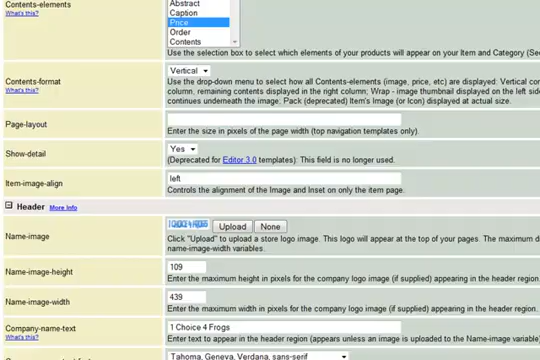 Contents-elements
What's this?
Abstract
Caption
Price
Order
Contents
Use the selection box to select which elements of your products will appear on your Item and Category (Se
Contents-format
What's this?
Vertical
Use the drop-down menu to select how all Contents-elements (image, price, etc) are displayed: Vertical con
column, remaining contents displayed in the right column; Wrap - image thumbnail displayed on the left side
continues underneath the image; Pack (deprecated) Item's Image (or Icon) displayed at actual size.
Page-layout
Enter the size in pixels of the page width (top navigation templates only).
Show-detail
Yes
(Deprecated for Editor 3.0 templates): This field is no longer used.
Item-image-align
left
Controls the alignment of the Image and Inset on only the item page.
Header More Info
Name-image
Upload None
Click "Upload" to upload a store logo image. This logo will appear at the top of your pages. The maximum d
name-image-width variables.
Name-image-height
109
Enter the maximum height in pixels for the company logo image (if supplied) appearing in the header region.
Name-image-width
439
Enter the maximum width in pixels for the company logo image (if supplied) appearing in the header region.
Company-name-text
What's this?
1 Choice 4 Frogs
Enter text to appear in the header region (appears unless an image is uploaded to the Name-image variable)
Tahoma, Geneva, Verdana, sans-serif